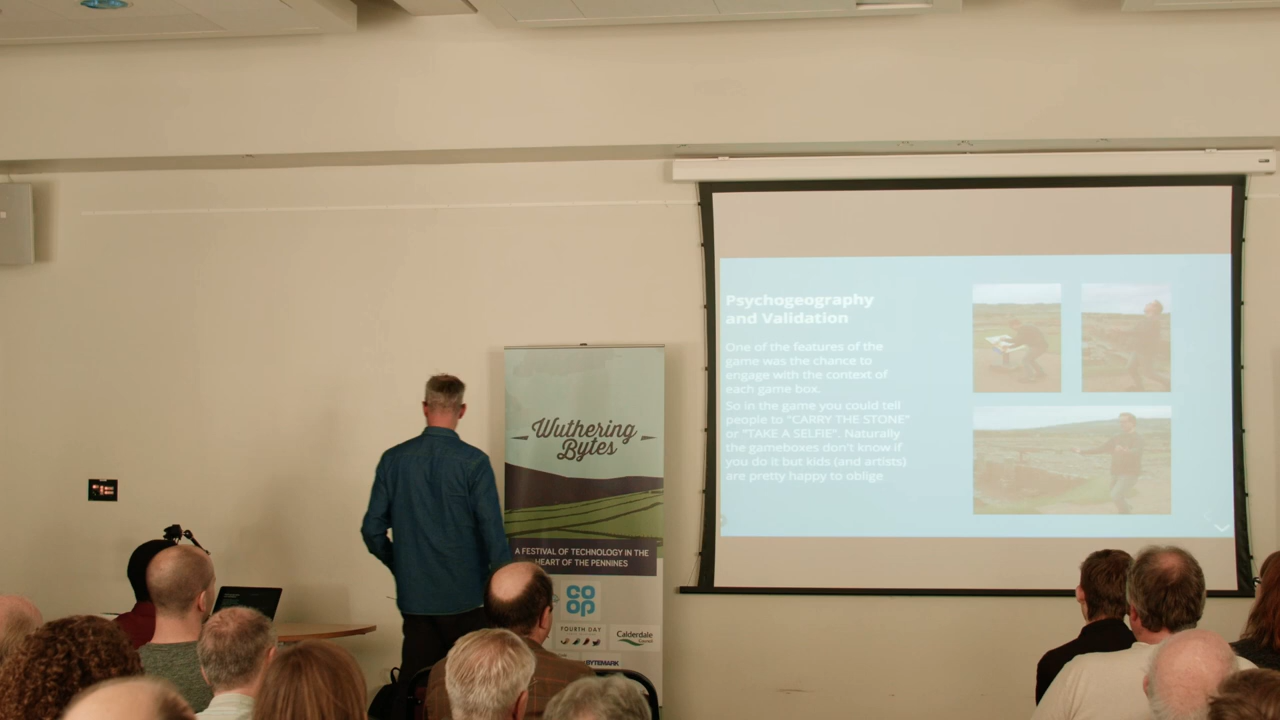 Psychogeography
and Validation
One of the features of the
game was the chance to
engage with the context of
each game box.
So in the game you could tell
people to "CARRY THE STONE"
or "TAKE A SELFIE". Naturally
the gameboxes don't know if
you do it but kids (and artists)
are pretty happy to oblige
Wuthering
Bytes
A FESTIVAL OF TECHNOLOGY IN THE
HEART OF THE PENNINES
CO
OP
FOURTH DAY
Calderdale
Council
BYTEMARK